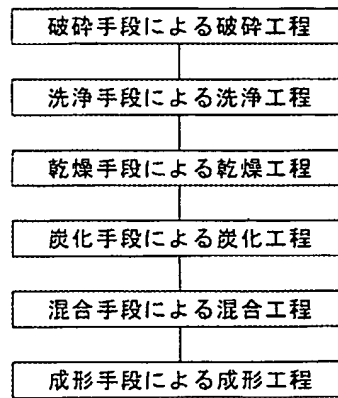 破砕手段による破砕工程
洗浄手段による洗浄工程
乾燥手段による乾燥工程
炭化手段による炭化工程
混合手段による混合工程
成形手段による成形工程